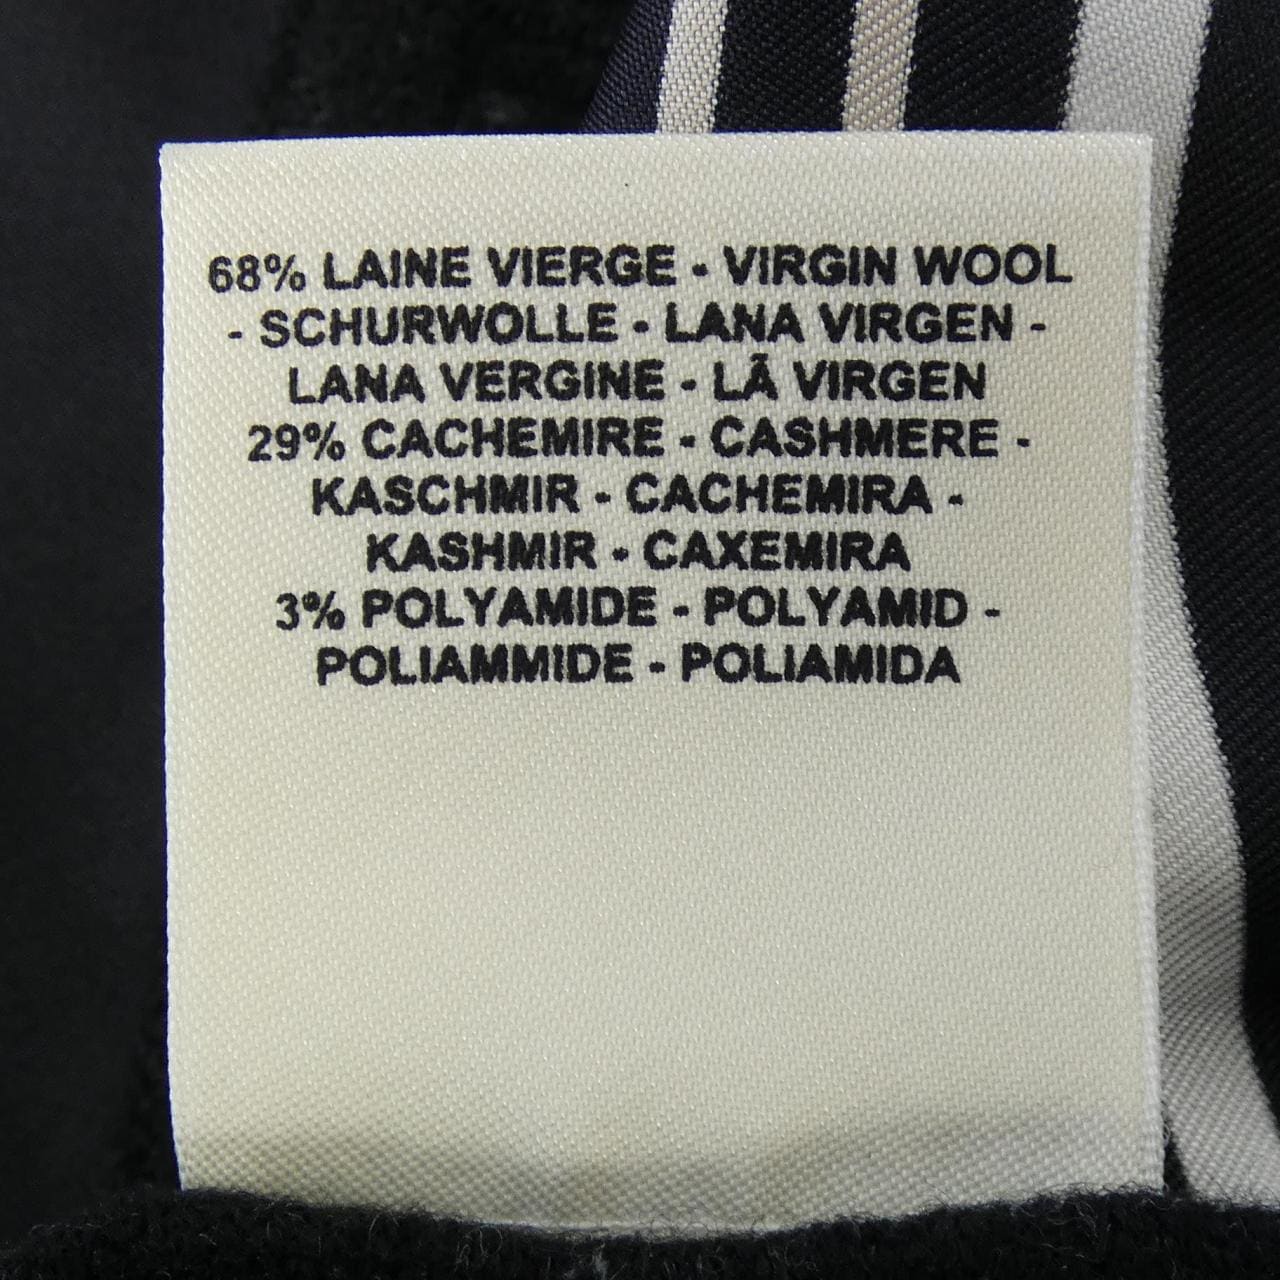 68% LAINE VIERGE - VIRGIN WOOL
- SCHURWOLLE - LANA VIRGEN -
LANA VERGINE - LÃ VIRGEN
29% CACHEMIRE - CASHMERE -
KASCHMIR - CACHEMIRA -
KASHMIR - CAXEMIRA
3% POLYAMIDE - POLYAMID -
POLIAMMIDE - POLIAMIDA